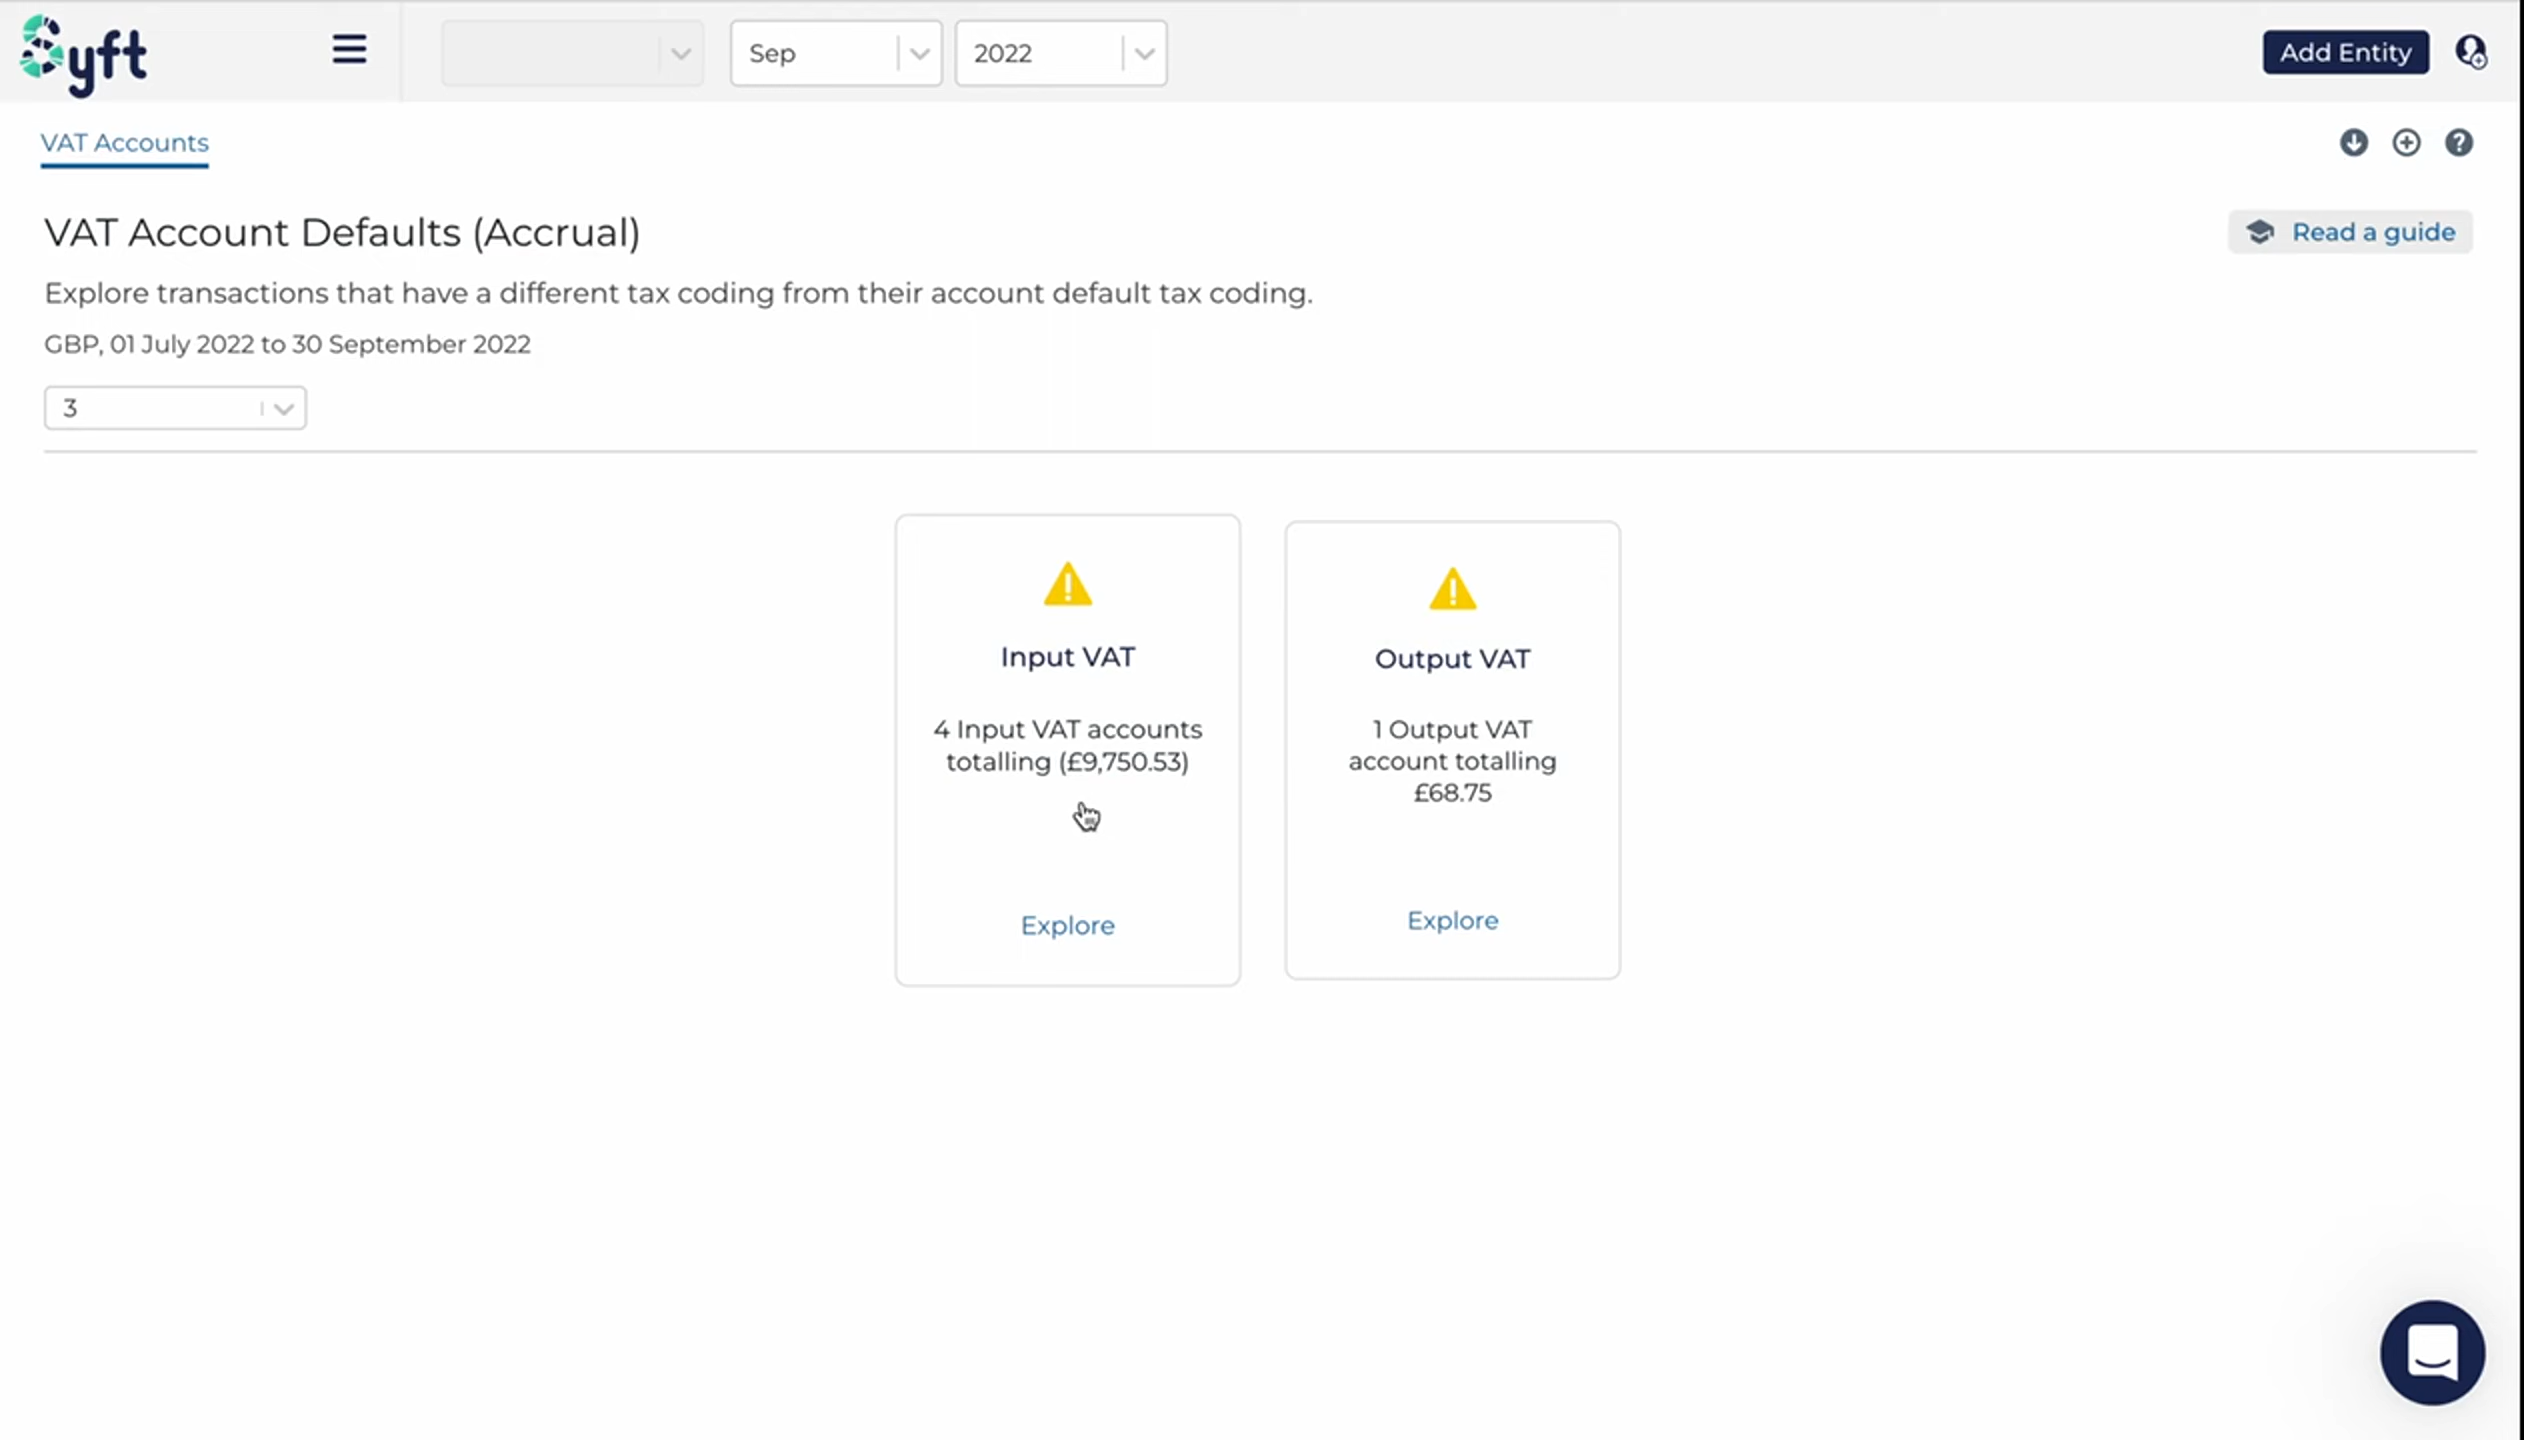 Syft
Sep
2022
Add Entity
VAT Accounts
VAT Account Defaults (Accrual)
Read a guide
Explore transactions that have a different tax coding from their account default tax coding.
GBP, 01 July 2022 to 30 September 2022
3
Input VAT
4 Input VAT accounts
totalling (£9,750.53)
Explore
Output VAT
1 Output VAT
account totalling
£68.75
Explore